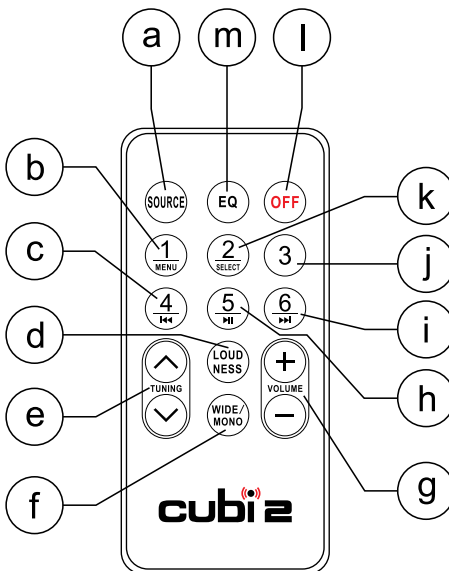 a m l
b
SOURCE EQ OFF
k
1 2 3
MENU SELECT
c
j
4 5 6
d
LOUD
NESS
i
TUNING + VOLUME −
e
h
WIDE/
MONO
f
g
cubi 2